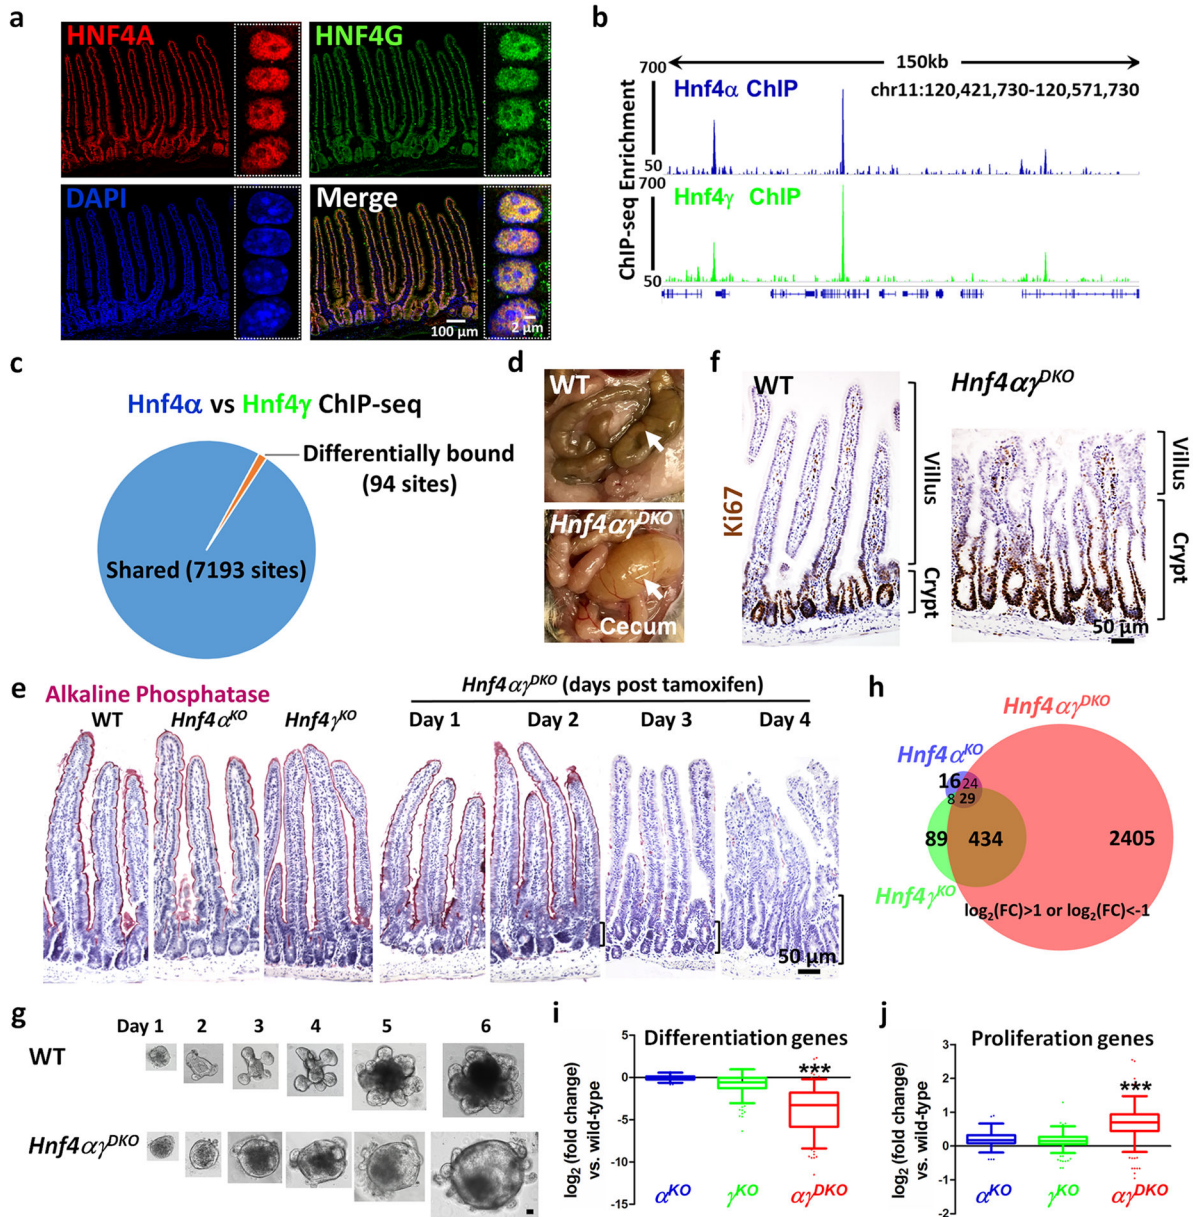 a
HNF4A
HNF4G
DAPI
Merge
100 μm
2 μm
b
150kb
chr11:120,421,730-120,571,730
ChIP-seq Enrichment
700
Hnf4α ChIP
50
700
Hnf4γ ChIP
50
c
Hnf4α vs Hnf4γ ChIP-seq
Differentially bound
(94 sites)
Shared (7193 sites)
d
WT
Hnf4αγDKO
Cecum
f
WT
Hnf4αγDKO
Ki67
Villus
Crypt
Villus
Crypt
50 μm
e
Alkaline Phosphatase
Hnf4αγDKO (days post tamoxifen)
WT
Hnf4αKO
Hnf4γKO
Day 1
Day 2
Day 3
Day 4
50 μm
h
Hnf4αγDKO
Hnf4αKO
16
24
8
29
89
434
2405
Hnf4γKO
log2(FC)>1 or log2(FC)<-1
g
Day 1 2 3 4 5 6
WT
Hnf4αγDKO
i
Differentiation genes
log2 (fold change)
vs. wild-type
5
0
-5
-10
-15
***
αKO
γKO
αγDKO
j
Proliferation genes
log2 (fold change)
vs. wild-type
3
2
1
0
-1
-2
***
αKO
γKO
αγDKO